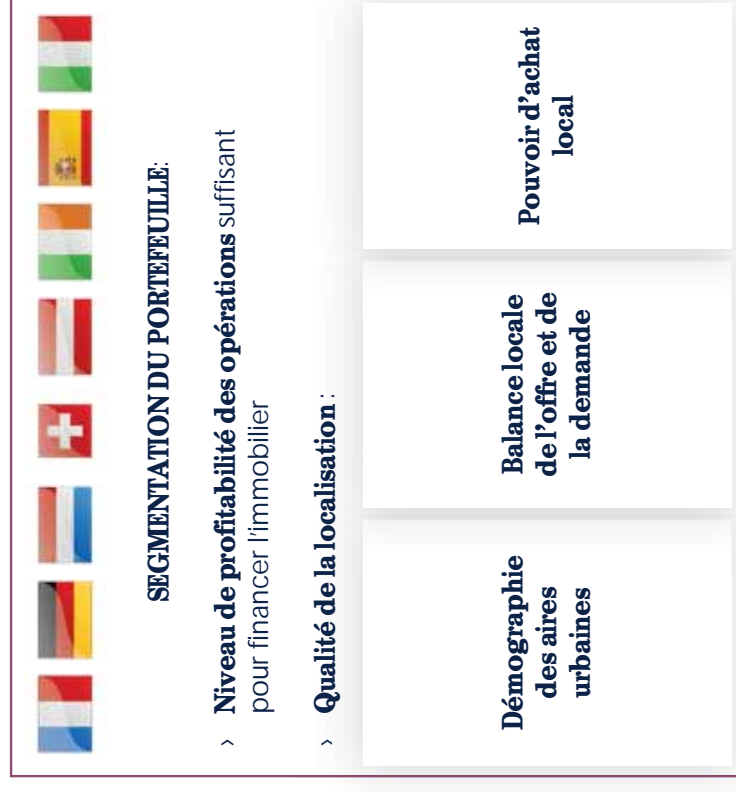 SEGMENTATION DU PORTEFEUILLE:
› Niveau de profitabilité des opérations suffisant
pour financer l'immobilier
› Qualité de la localisation :
Démographie
des aires
urbaines
Balance locale
de l'offre et de
la demande
Pouvoir d'achat
local